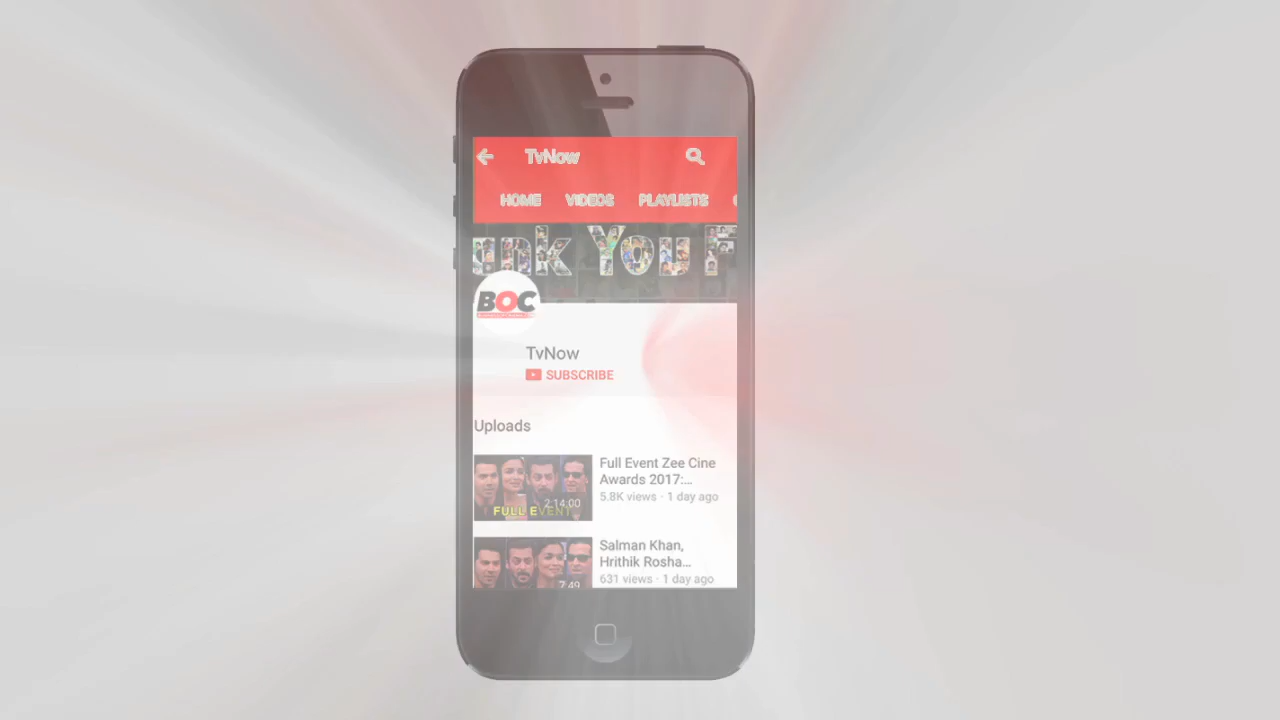 TvNow
HOME VIDEOS PLAYLISTS
ank You F
BOC
TvNow
SUBSCRIBE
Uploads
Full Event Zee Cine
Awards 2017:...
5.8K views · 1 day ago
2:14:00
FULL EVENT
Salman Khan,
Hrithik Rosha...
631 views · 1 day ago
7:49